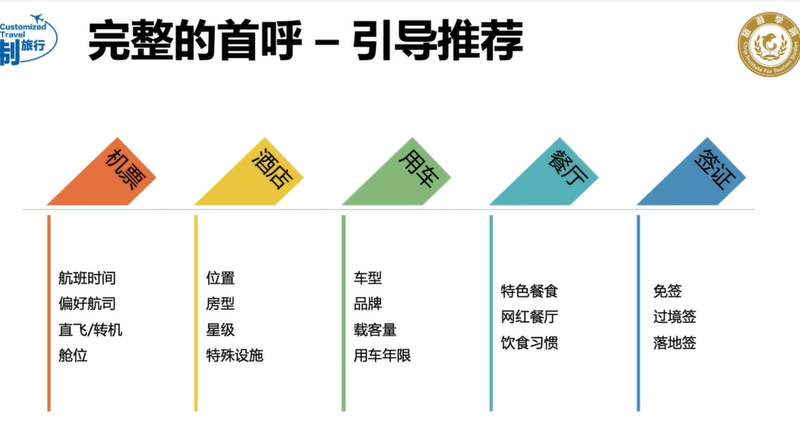 Customized
Travel
制旅行
完整的首呼 – 引导推荐
机票
酒店
用车
餐厅
签证
航班时间
偏好航司
直飞/转机
舱位
位置
房型
星级
特殊设施
车型
品牌
载客量
用车年限
特色餐食
网红餐厅
饮食习惯
免签
过境签
落地签